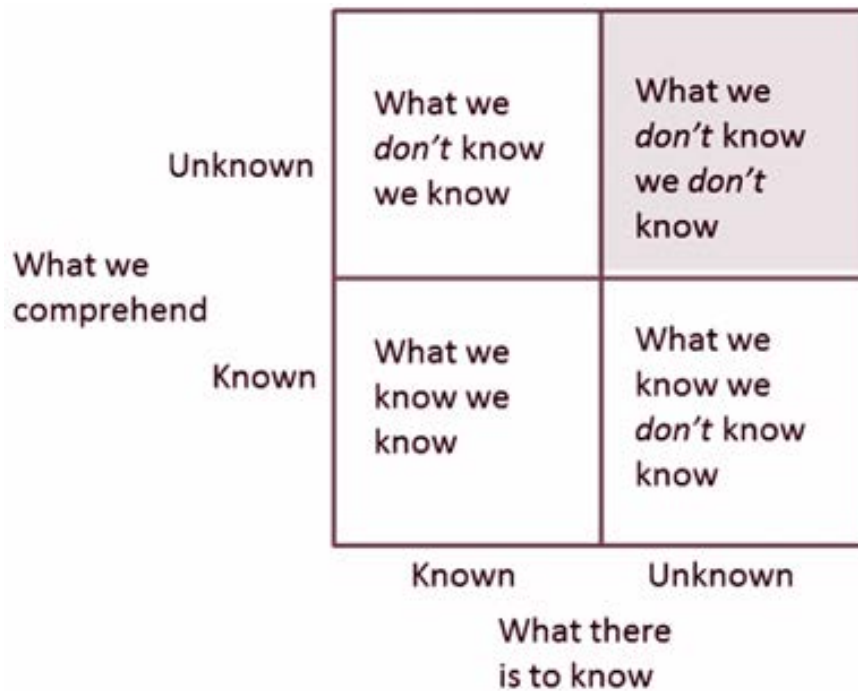 What we
don't know
we know
What we
don't know
we don't
know
Unknown
What we
comprehend
Known
What we
know we
know
What we
know we
don't know
know
Known
Unknown
What there
is to know